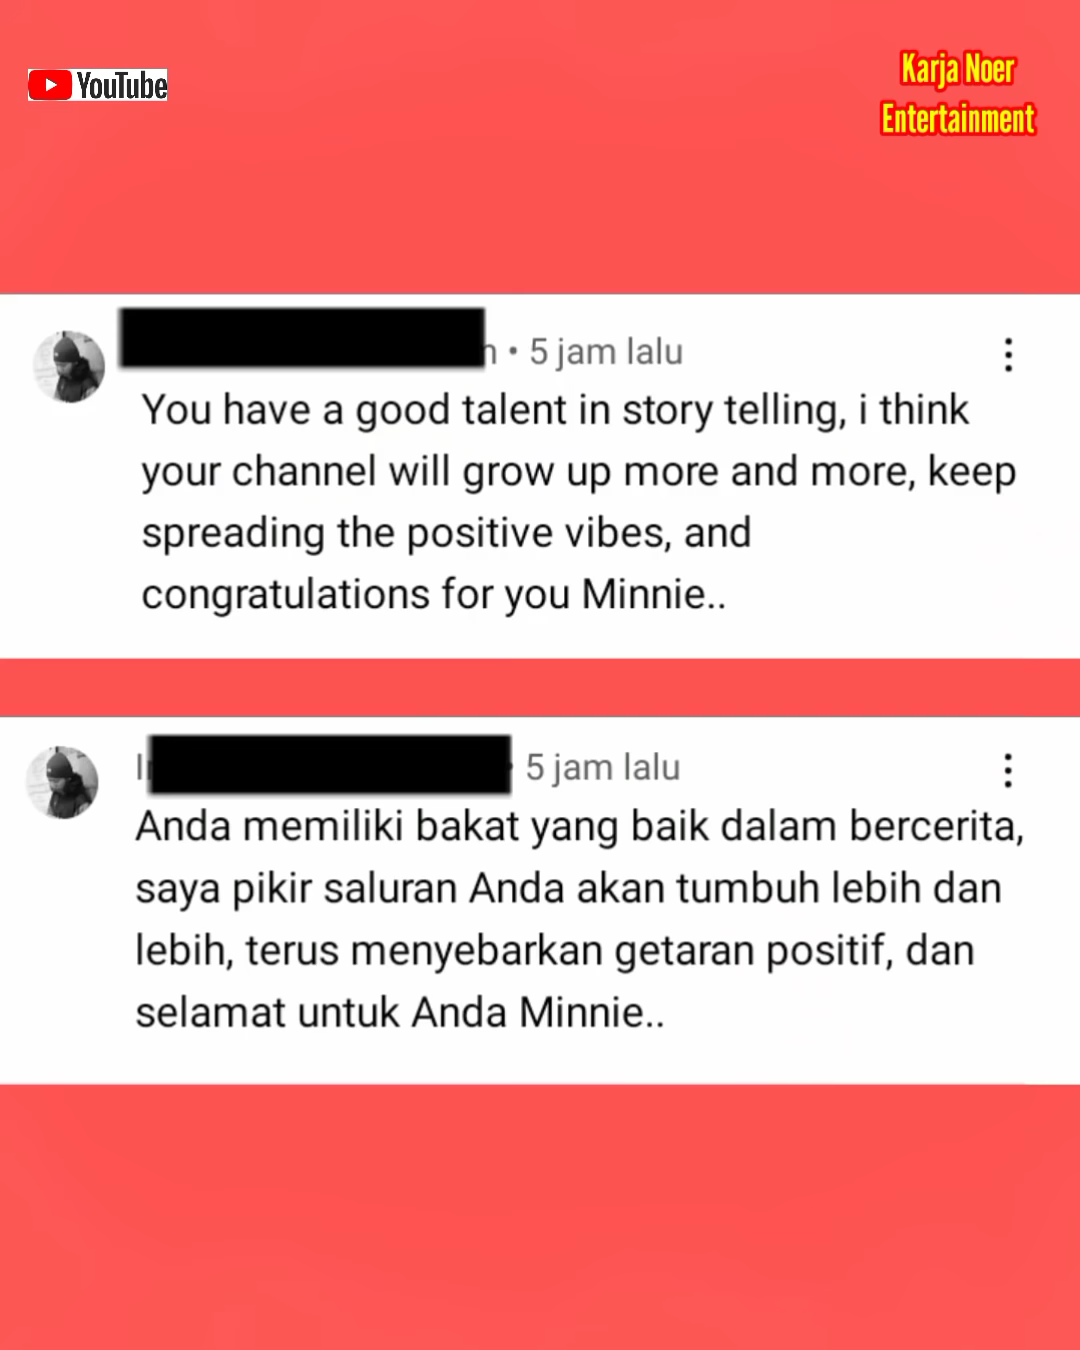 YouTube
Karja Noer
Entertainment
• 5 jam lalu
You have a good talent in story telling, i think
your channel will grow up more and more, keep
spreading the positive vibes, and
congratulations for you Minnie..
5 jam lalu
Anda memiliki bakat yang baik dalam bercerita,
saya pikir saluran Anda akan tumbuh lebih dan
lebih, terus menyebarkan getaran positif, dan
selamat untuk Anda Minnie..